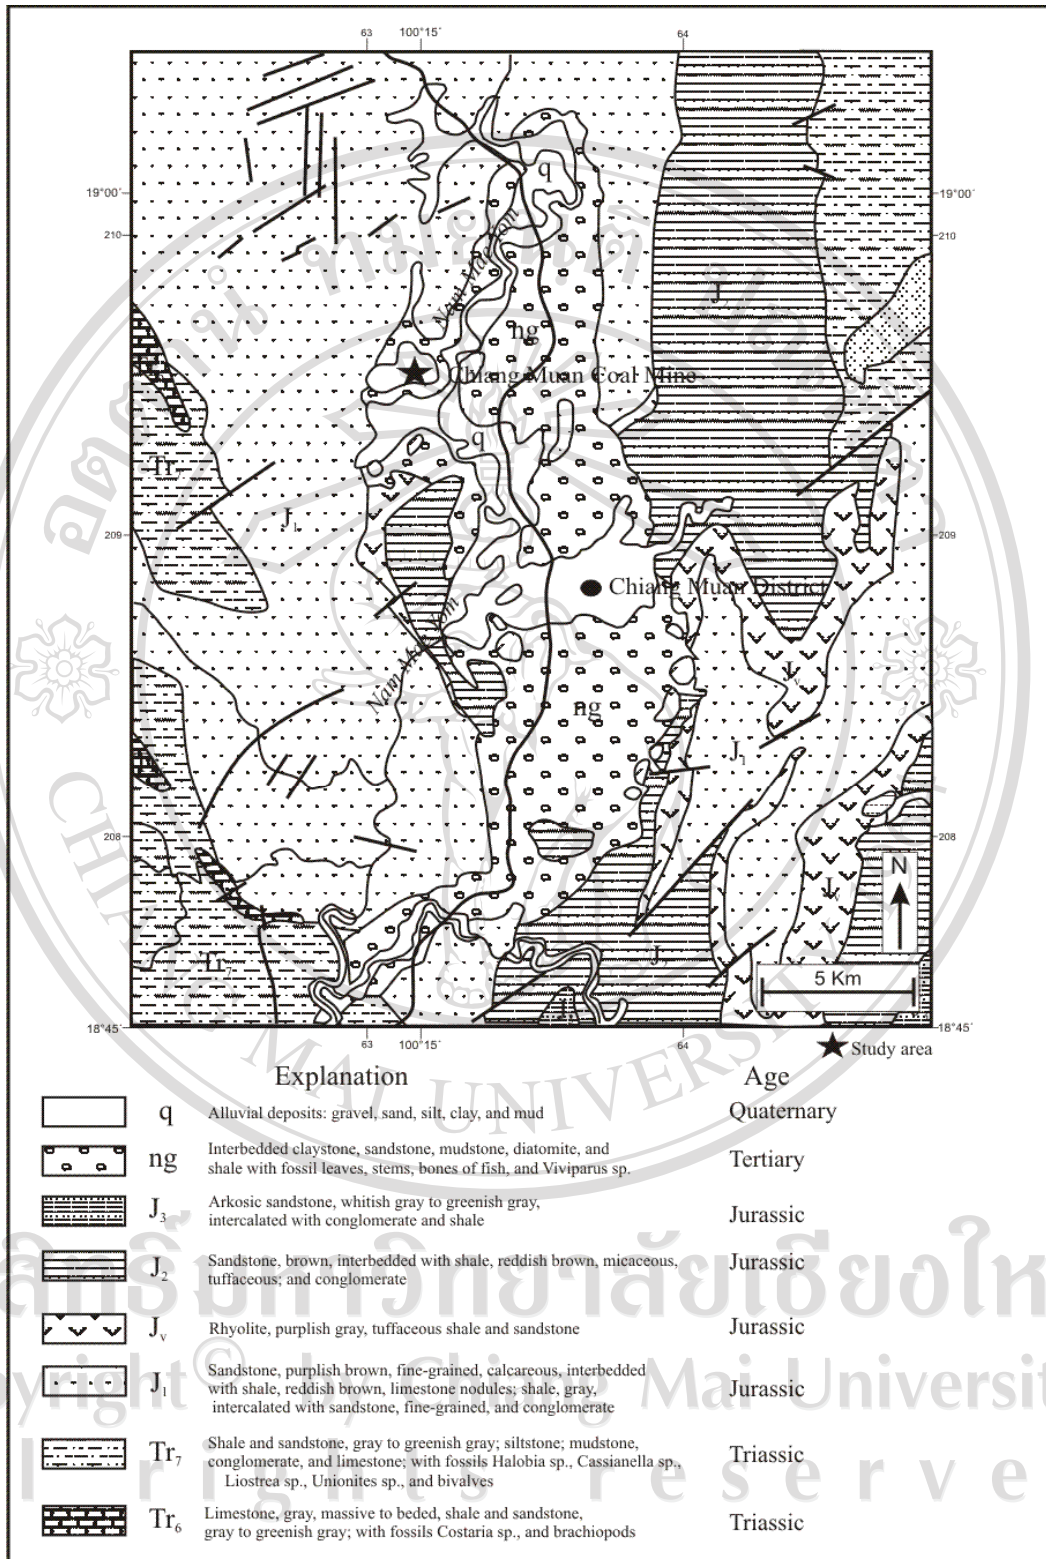 63 100°15´ 64
19°00´ 19°00´
210 210
q
Nam Mae Yom
ng
J
Chiang Muan Coal Mine
q
Tr7
J1
209 209
Chiang Muan District
Nam Mae Yom
Jv
ng
J1
208 208
N
Jv
Tr7
J2
5 Km
18°45´ 18°45´
63 100°15´ 64
Study area
Explanation Age
q Alluvial deposits: gravel, sand, silt, clay, and mud Quaternary
ng Interbedded claystone, sandstone, mudstone, diatomite, and
shale with fossil leaves, stems, bones of fish, and Viviparus sp. Tertiary
J3 Arkosic sandstone, whitish gray to greenish gray,
intercalated with conglomerate and shale Jurassic
J2 Sandstone, brown, interbedded with shale, reddish brown, micaceous, Jurassic
tuffaceous; and conglomerate
Jv Rhyolite, purplish gray, tuffaceous shale and sandstone Jurassic
J1 Sandstone, purplish brown, fine-grained, calcareous, interbedded
with shale, reddish brown, limestone nodules; shale, gray, Jurassic
intercalated with sandstone, fine-grained, and conglomerate
Tr7 Shale and sandstone, gray to greenish gray; siltstone; mudstone,
conglomerate, and limestone; with fossils Halobia sp., Cassianella sp., Triassic
Liostrea sp., Unionites sp., and bivalves
Tr6 Limestone, gray, massive to beded, shale and sandstone,
gray to greenish gray; with fossils Costaria sp., and brachiopods Triassic
CHIANG MAI UNIVERSITY
สิทธิ์มหาวิทยาลัยเชียงให
pyright © by Chiang Mai Universit
l rights reserve